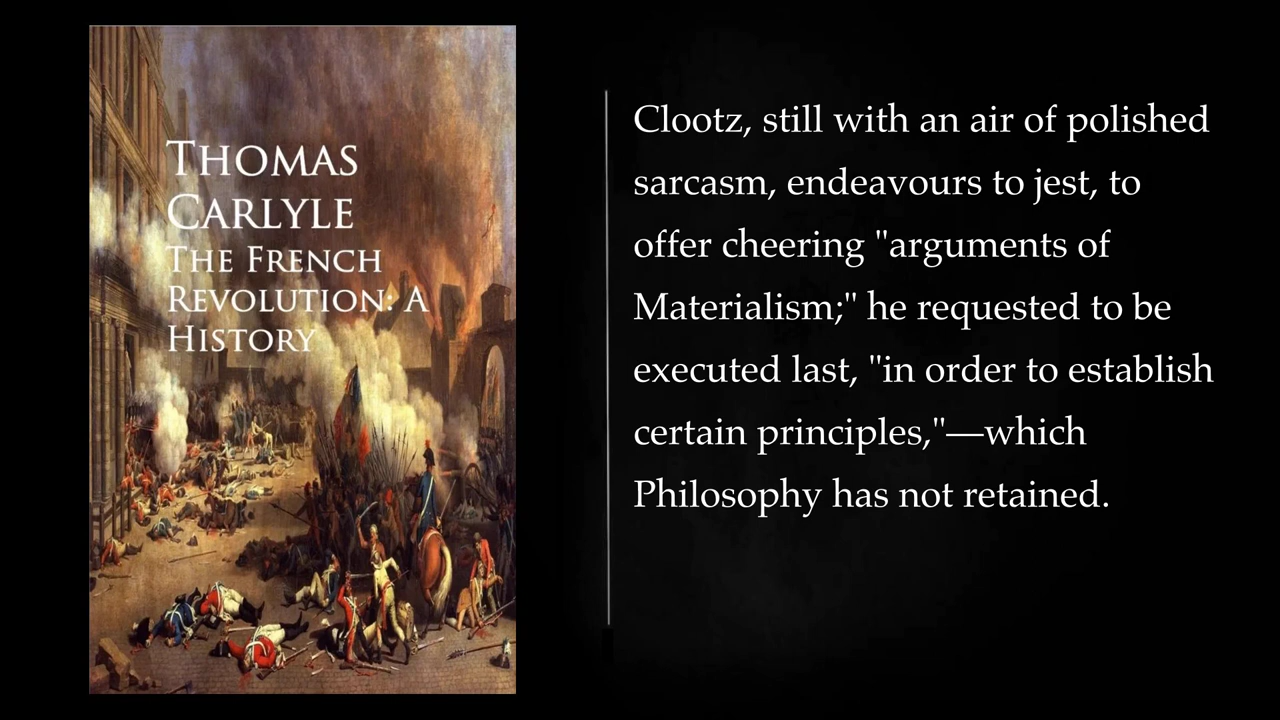 THOMAS
CARLYLE
THE FRENCH
REVOLUTION: A
HISTORY
Clootz, still with an air of polished
sarcasm, endeavours to jest, to
offer cheering "arguments of
Materialism;" he requested to be
executed last, "in order to establish
certain principles,"—which
Philosophy has not retained.